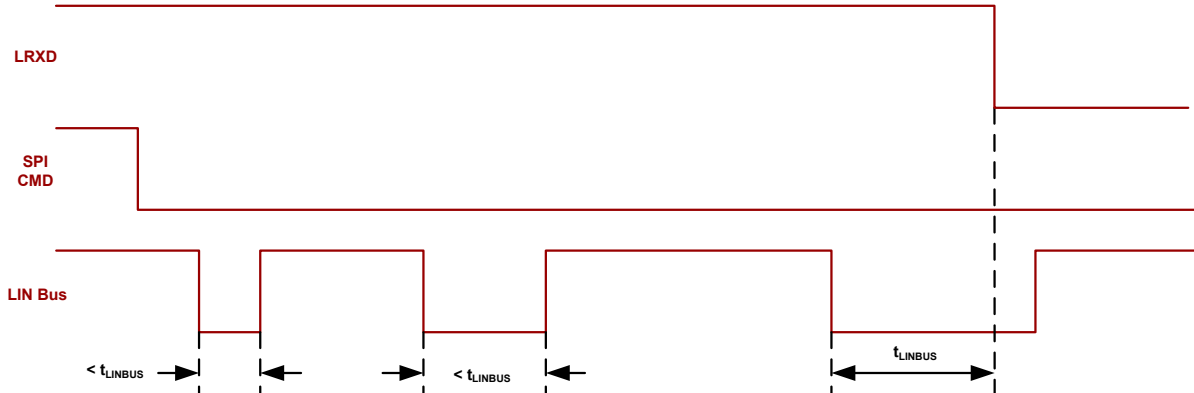 LRXD
SPI
CMD
LIN Bus
< tLINBUS
< tLINBUS
tLINBUS